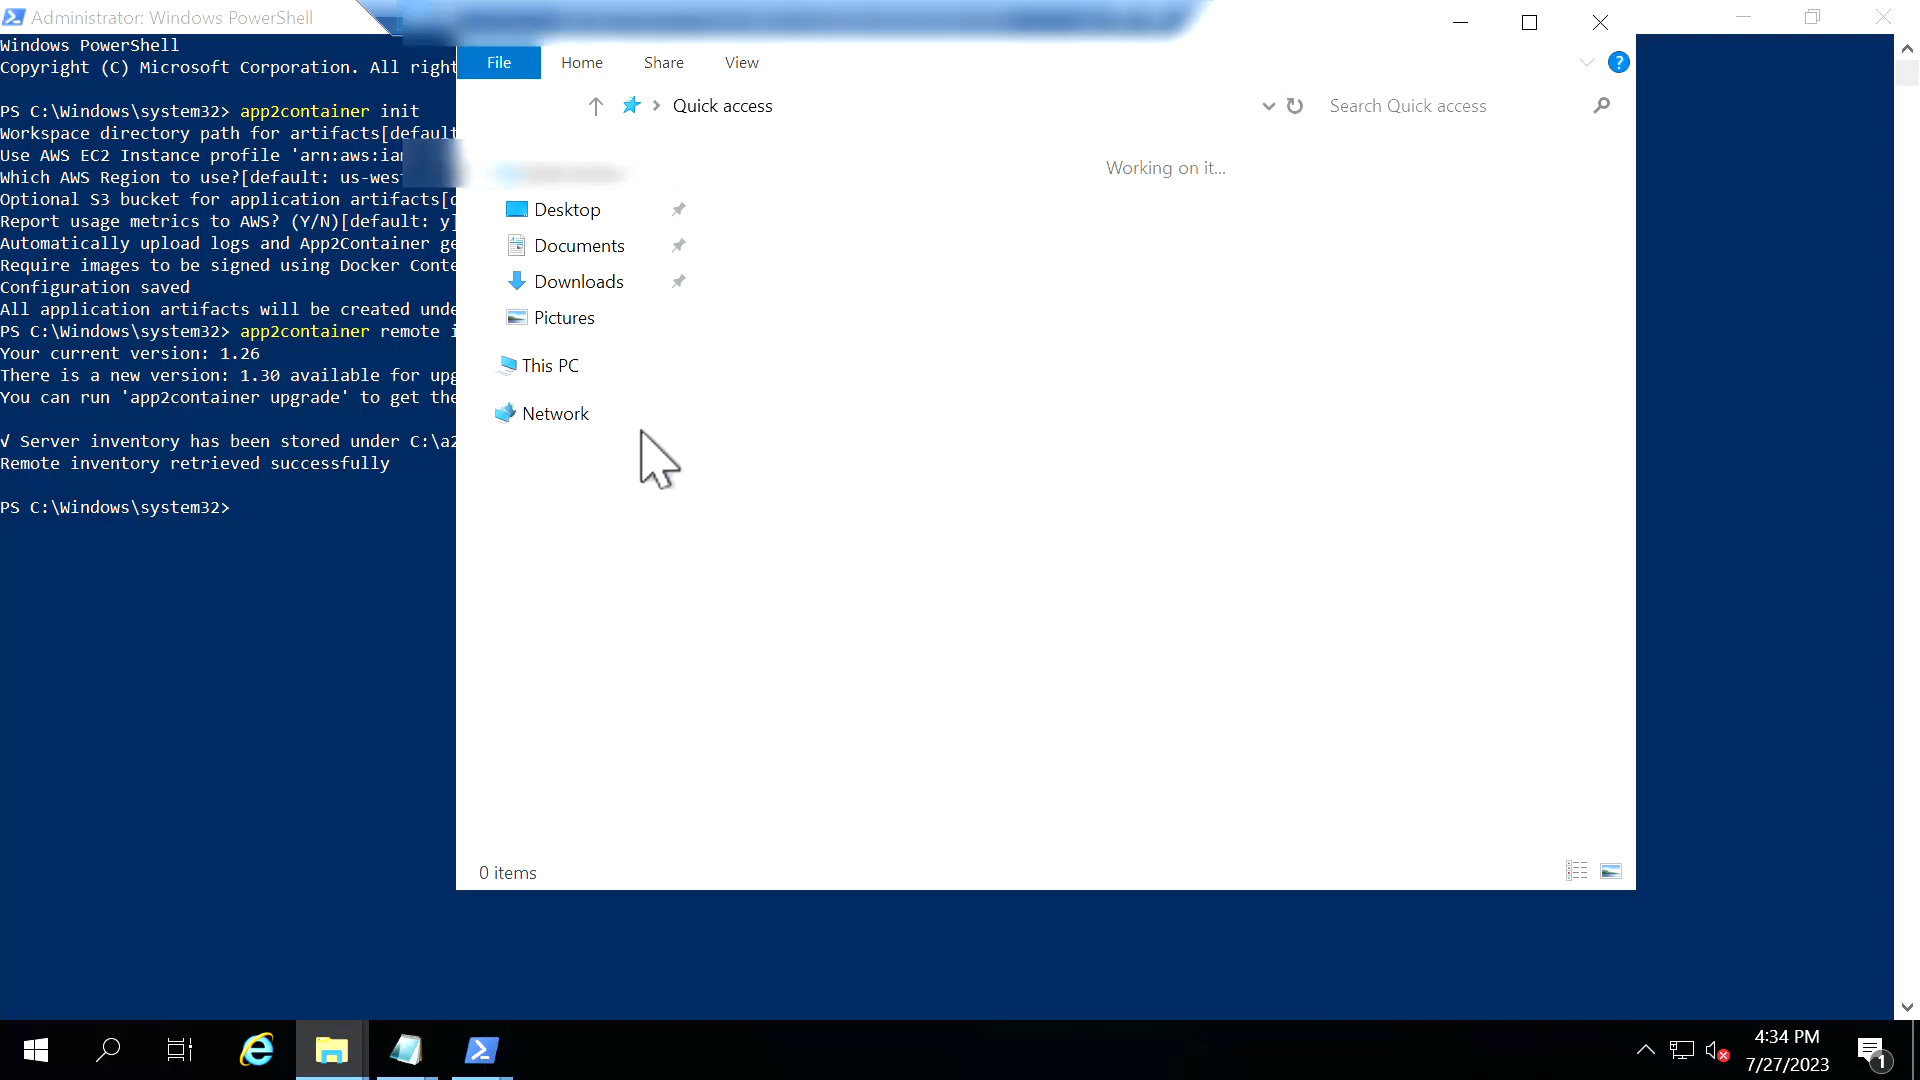 Administrator: Windows PowerShell
Windows PowerShell
Copyright (C) Microsoft Corporation. All right
PS C:\Windows\system32> app2container init
Workspace directory path for artifacts[default
Use AWS EC2 Instance profile 'arn:aws:iam
Which AWS Region to use?[default: us-west
Optional S3 bucket for application artifacts[d
Report usage metrics to AWS? (Y/N)[default: y]
Automatically upload logs and App2Container ge
Require images to be signed using Docker Conte
Configuration saved
All application artifacts will be created unde
PS C:\Windows\system32> app2container remote i
Your current version: 1.26
There is a new version: 1.30 available for upg
You can run 'app2container upgrade' to get the
√ Server inventory has been stored under C:\a2
Remote inventory retrieved successfully
PS C:\Windows\system32>
File Home Share View
Quick access
Search Quick access
Working on it...
Desktop
Documents
Downloads
Pictures
This PC
Network
0 items
4:34 PM
7/27/2023
1